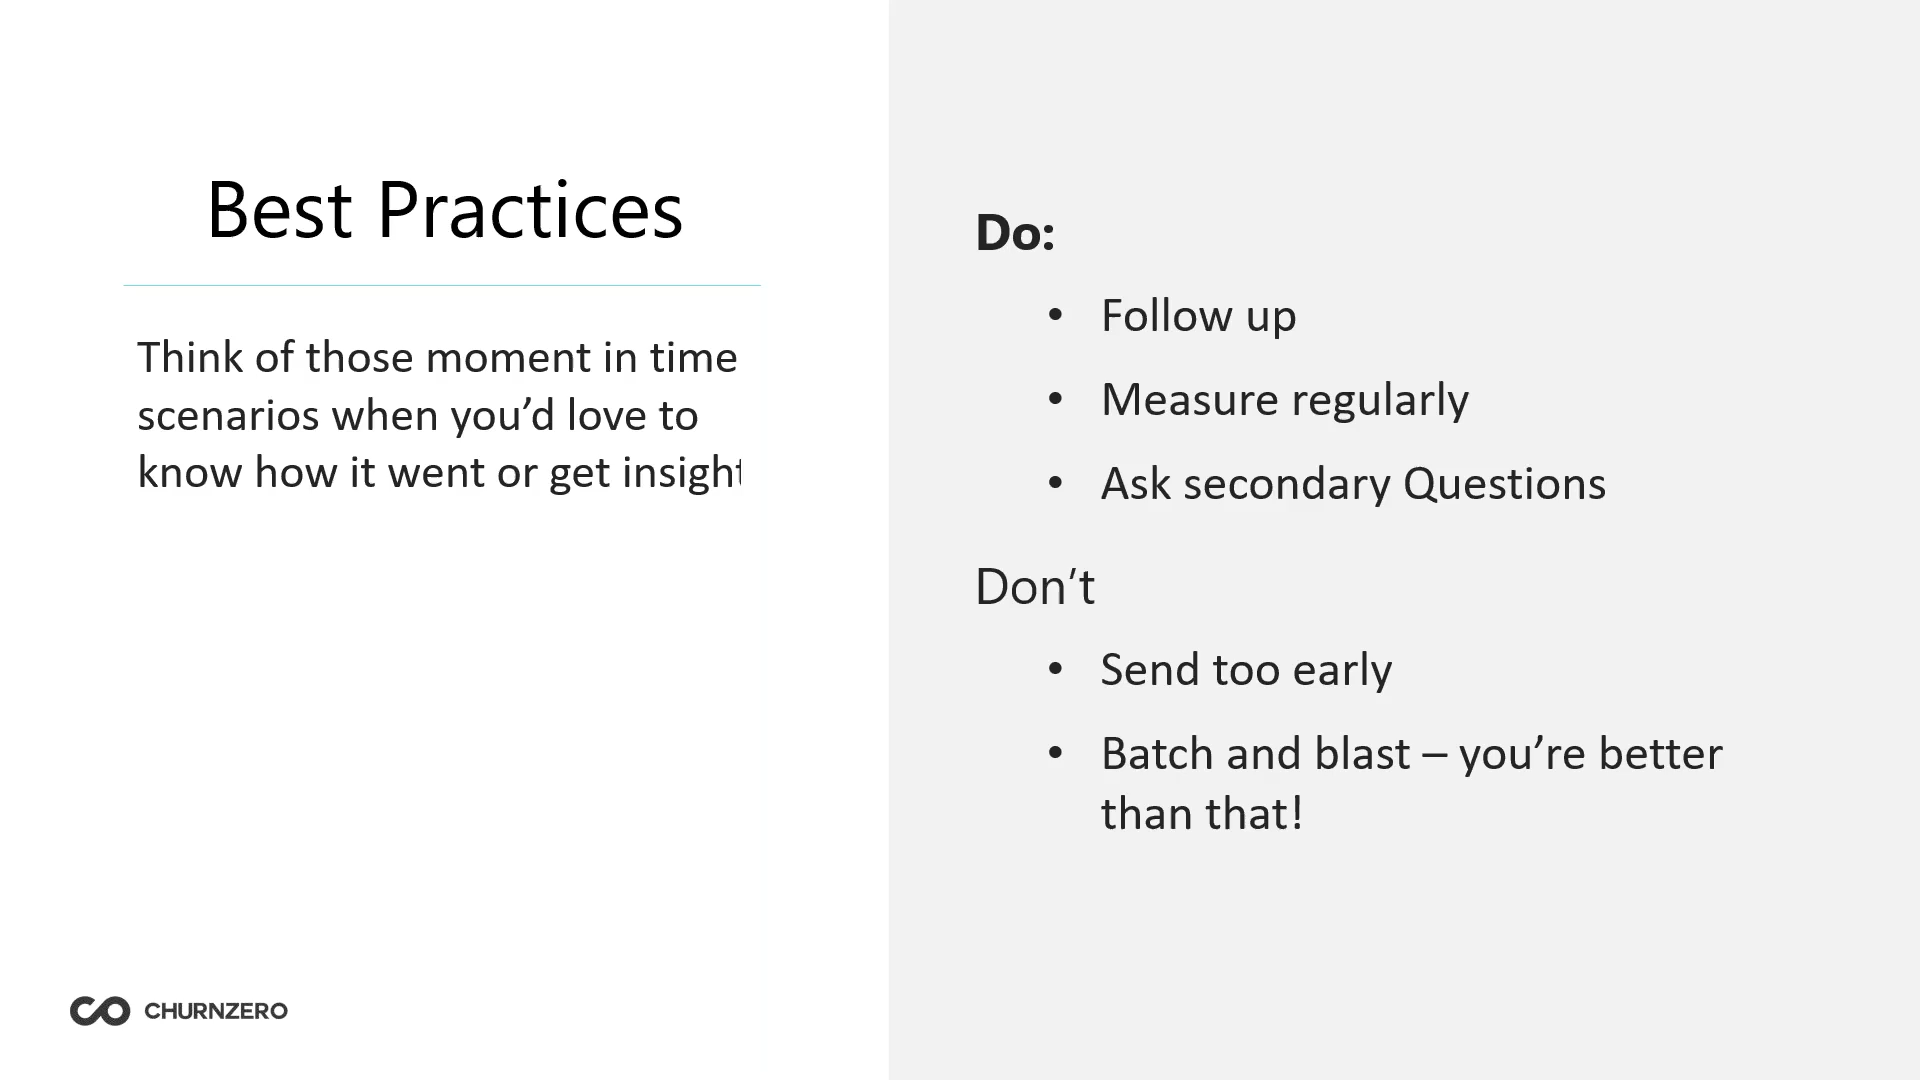 Best Practices
Think of those moment in time
scenarios when you’d love to
know how it went or get insight
Do:
• Follow up
• Measure regularly
• Ask secondary Questions
Don’t
• Send too early
• Batch and blast – you’re better
than that!
CHURNZERO